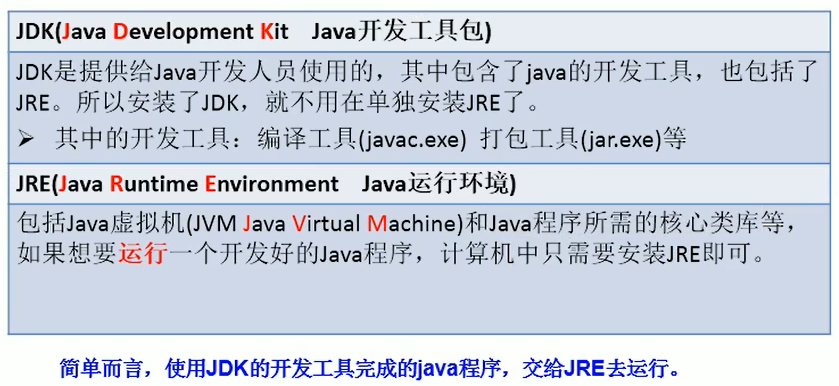 JDK(Java Development Kit Java开发工具包)
JDK是提供给Java开发人员使用的，其中包含了java的开发工具，也包括了
JRE。所以安装了JDK，就不用在单独安装JRE了。
➢ 其中的开发工具：编译工具(javac.exe) 打包工具(jar.exe)等
JRE(Java Runtime Environment Java运行环境)
包括Java虚拟机(JVM Java Virtual Machine)和Java程序所需的核心类库等，
如果想要运行一个开发好的Java程序，计算机中只需要安装JRE即可。
简单而言，使用JDK的开发工具完成的java程序，交给JRE去运行。